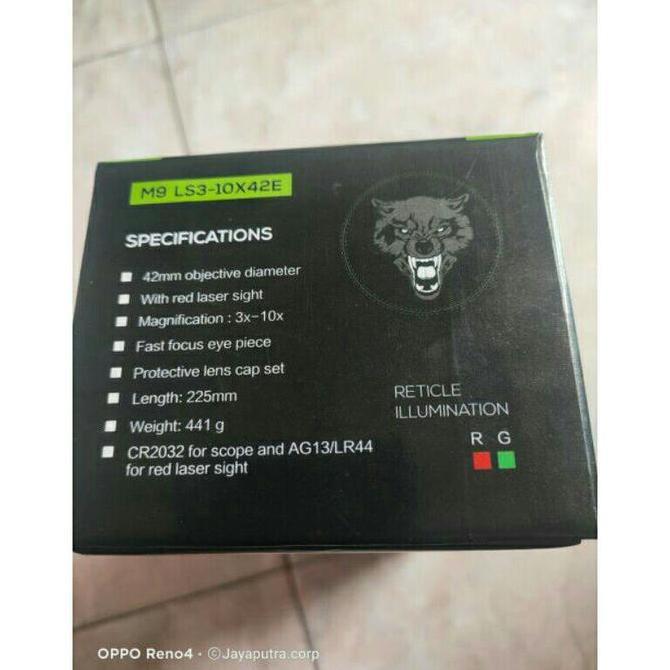 M9 LS3-10X42E
SPECIFICATIONS
42mm objective diameter
With red laser sight
Magnification : 3x-10x
Fast focus eye piece
Protective lens cap set
Length: 225mm
Weight: 441 g
CR2032 for scope and AG13/LR44
for red laser sight
RETICLE
ILLUMINATION
R G
OPPO Reno4 · ©Jayaputra.corp